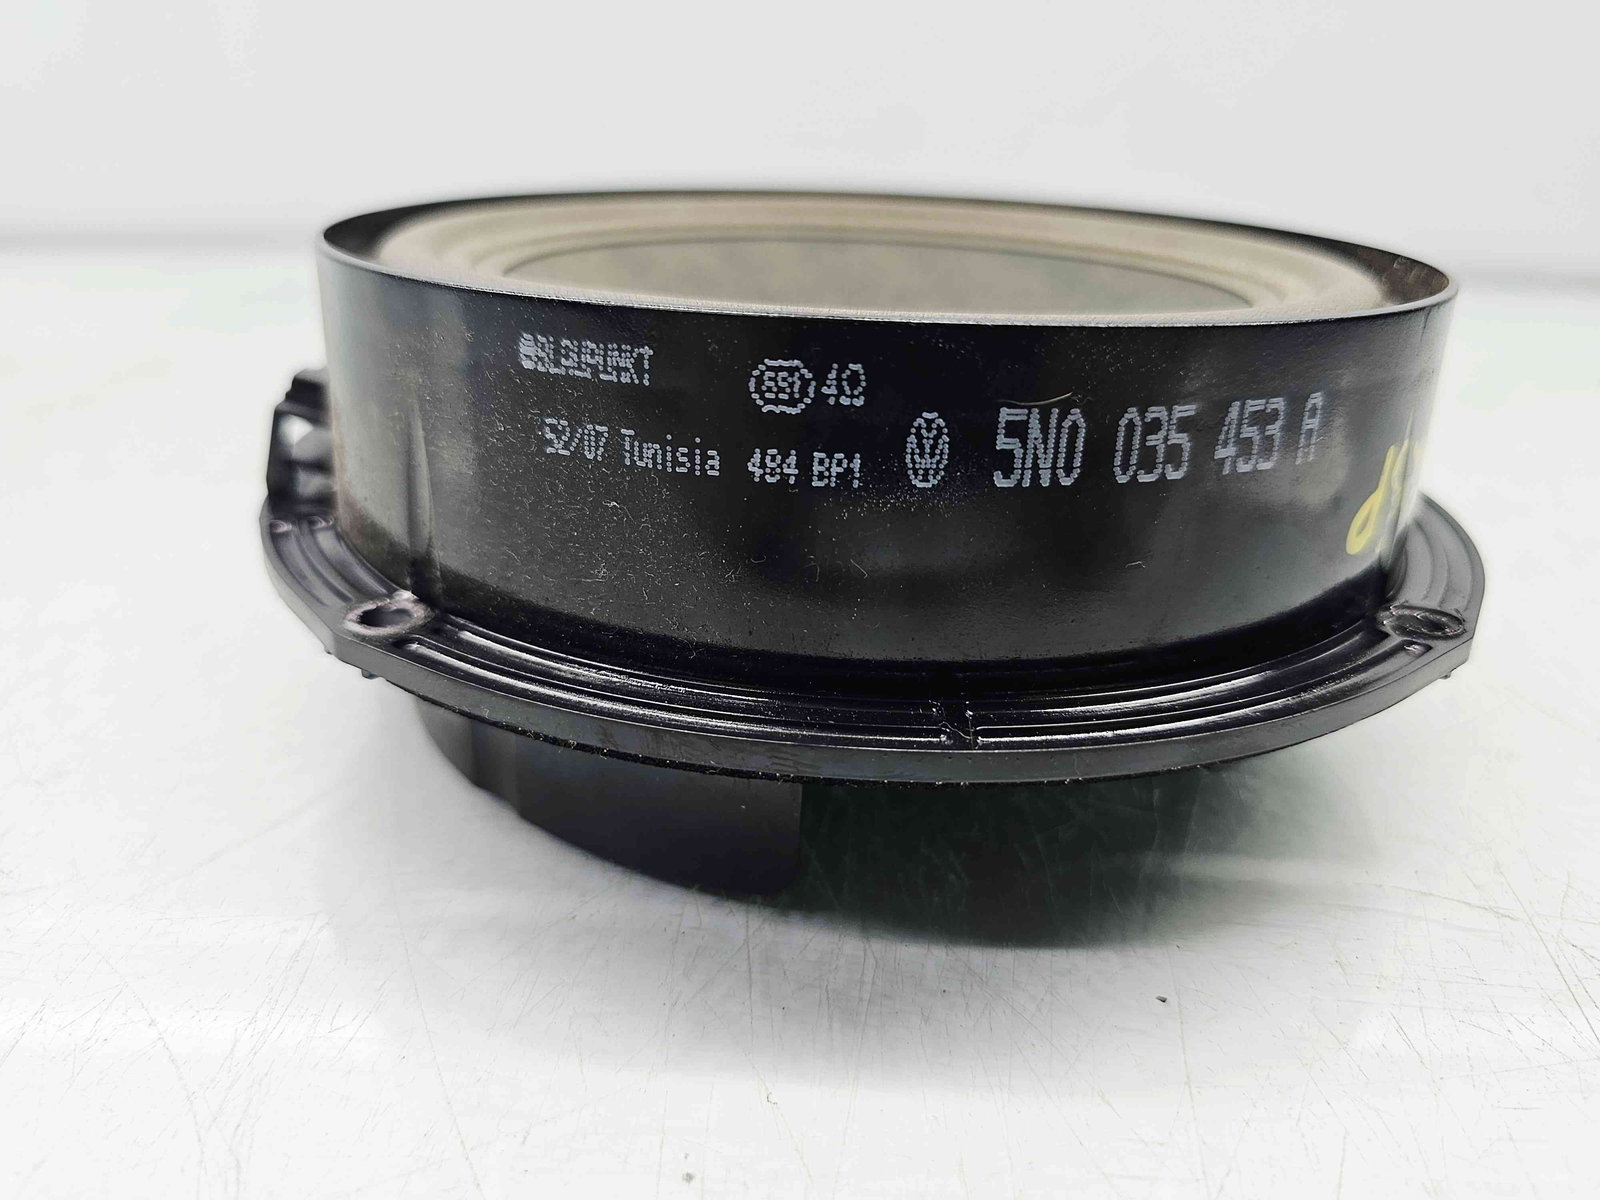 BLAUPUNKT
4Ω
52/07 Tunisia 484 BP1
5N0 035 453 A